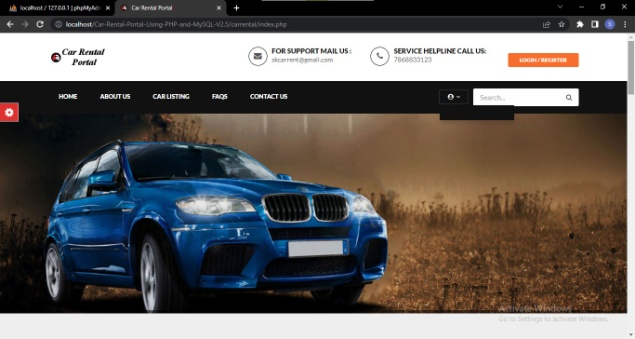 localhost / 127.0.0.1 | phpMyAd
Car Rental Portal
localhost/Car-Rental-Portal-Using-PHP-and-MySQL-V2.5/carrental/index.php
Car Rental
Portal
FOR SUPPORT MAIL US :
skcarrent@gmail.com
SERVICE HELPLINE CALL US:
7868833123
LOGIN / REGISTER
HOME
ABOUT US
CAR LISTING
FAQS
CONTACT US
Search...
Activate Windows
Go to Settings to activate Windows.